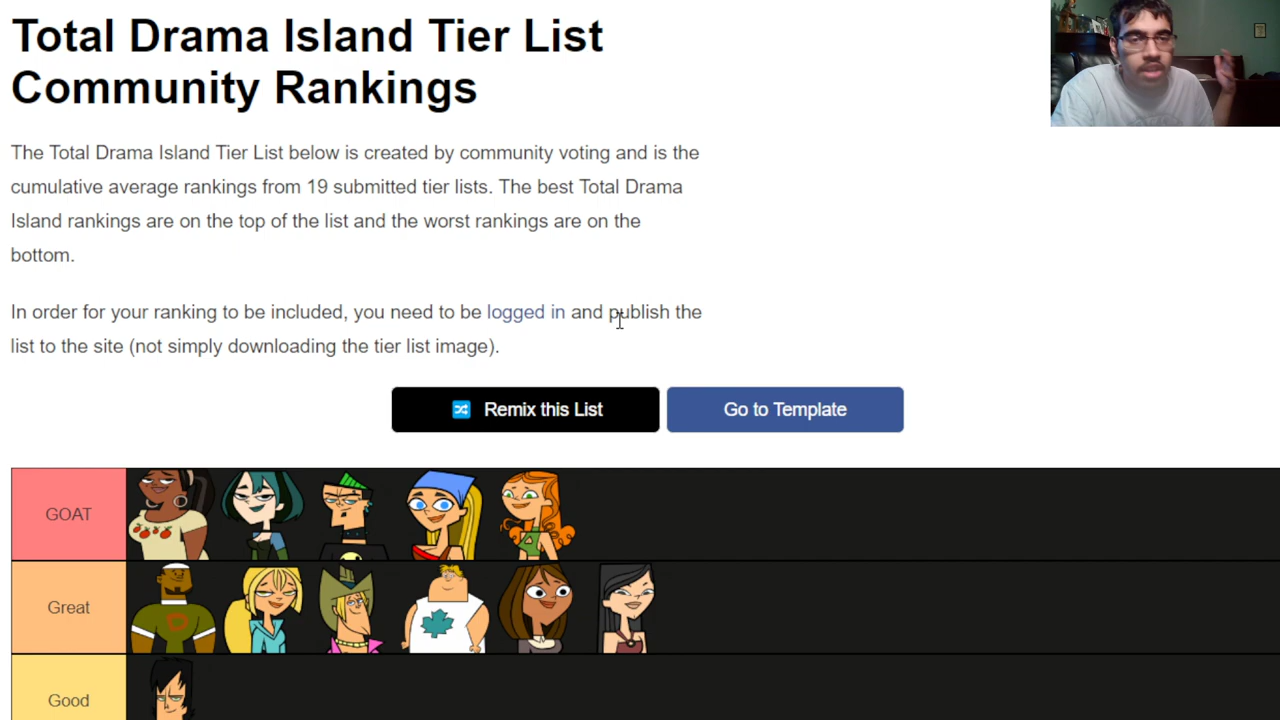 Total Drama Island Tier List
Community Rankings
The Total Drama Island Tier List below is created by community voting and is the
cumulative average rankings from 19 submitted tier lists. The best Total Drama
Island rankings are on the top of the list and the worst rankings are on the
bottom.
In order for your ranking to be included, you need to be logged in and publish the
list to the site (not simply downloading the tier list image).
Remix this List
Go to Template
GOAT
Great
Good